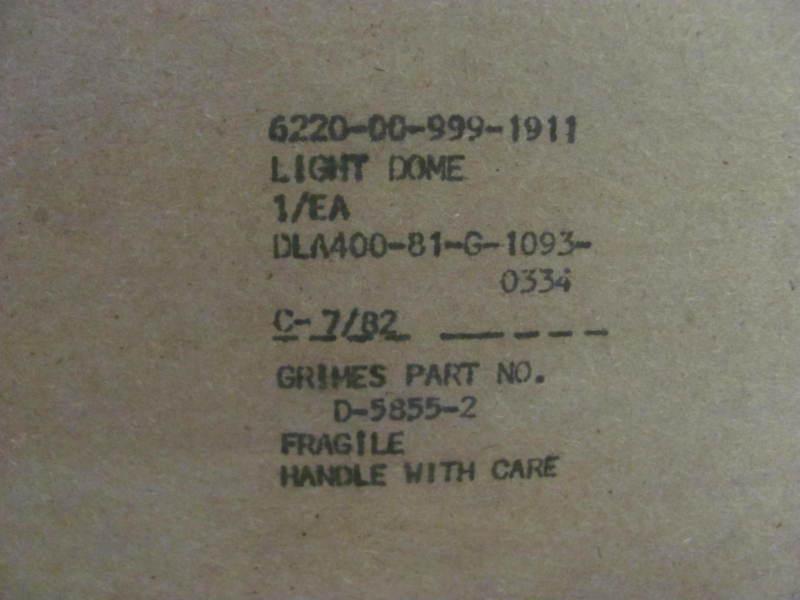 6220-00-999-1911
LIGHT DOME
1/EA
DLA400-81-G-1093-
0334
C- 7/82
GRIMES PART NO.
D-5855-2
FRAGILE
HANDLE WITH CARE